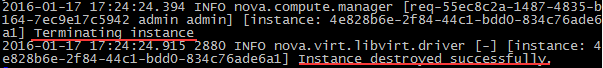 2016-01-17 17:24:24.394 INFO nova.compute.manager [req-55ec8c2a-1487-4835-b
164-7ec9e17c5942 admin admin] [instance: 4e828b6e-2f84-44c1-bdd0-834c76ade6
a1] Terminating instance
2016-01-17 17:24:24.915 2880 INFO nova.virt.libvirt.driver [-] [instance: 4
e828b6e-2f84-44c1-bdd0-834c76ade6a1] Instance destroyed successfully.